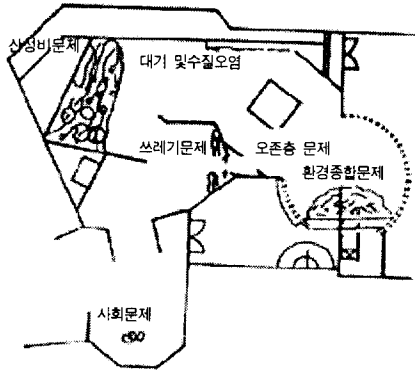 산성비문제
대기 및수질오염
쓰레기문제
오존층 문제
환경종합문제
사회문제